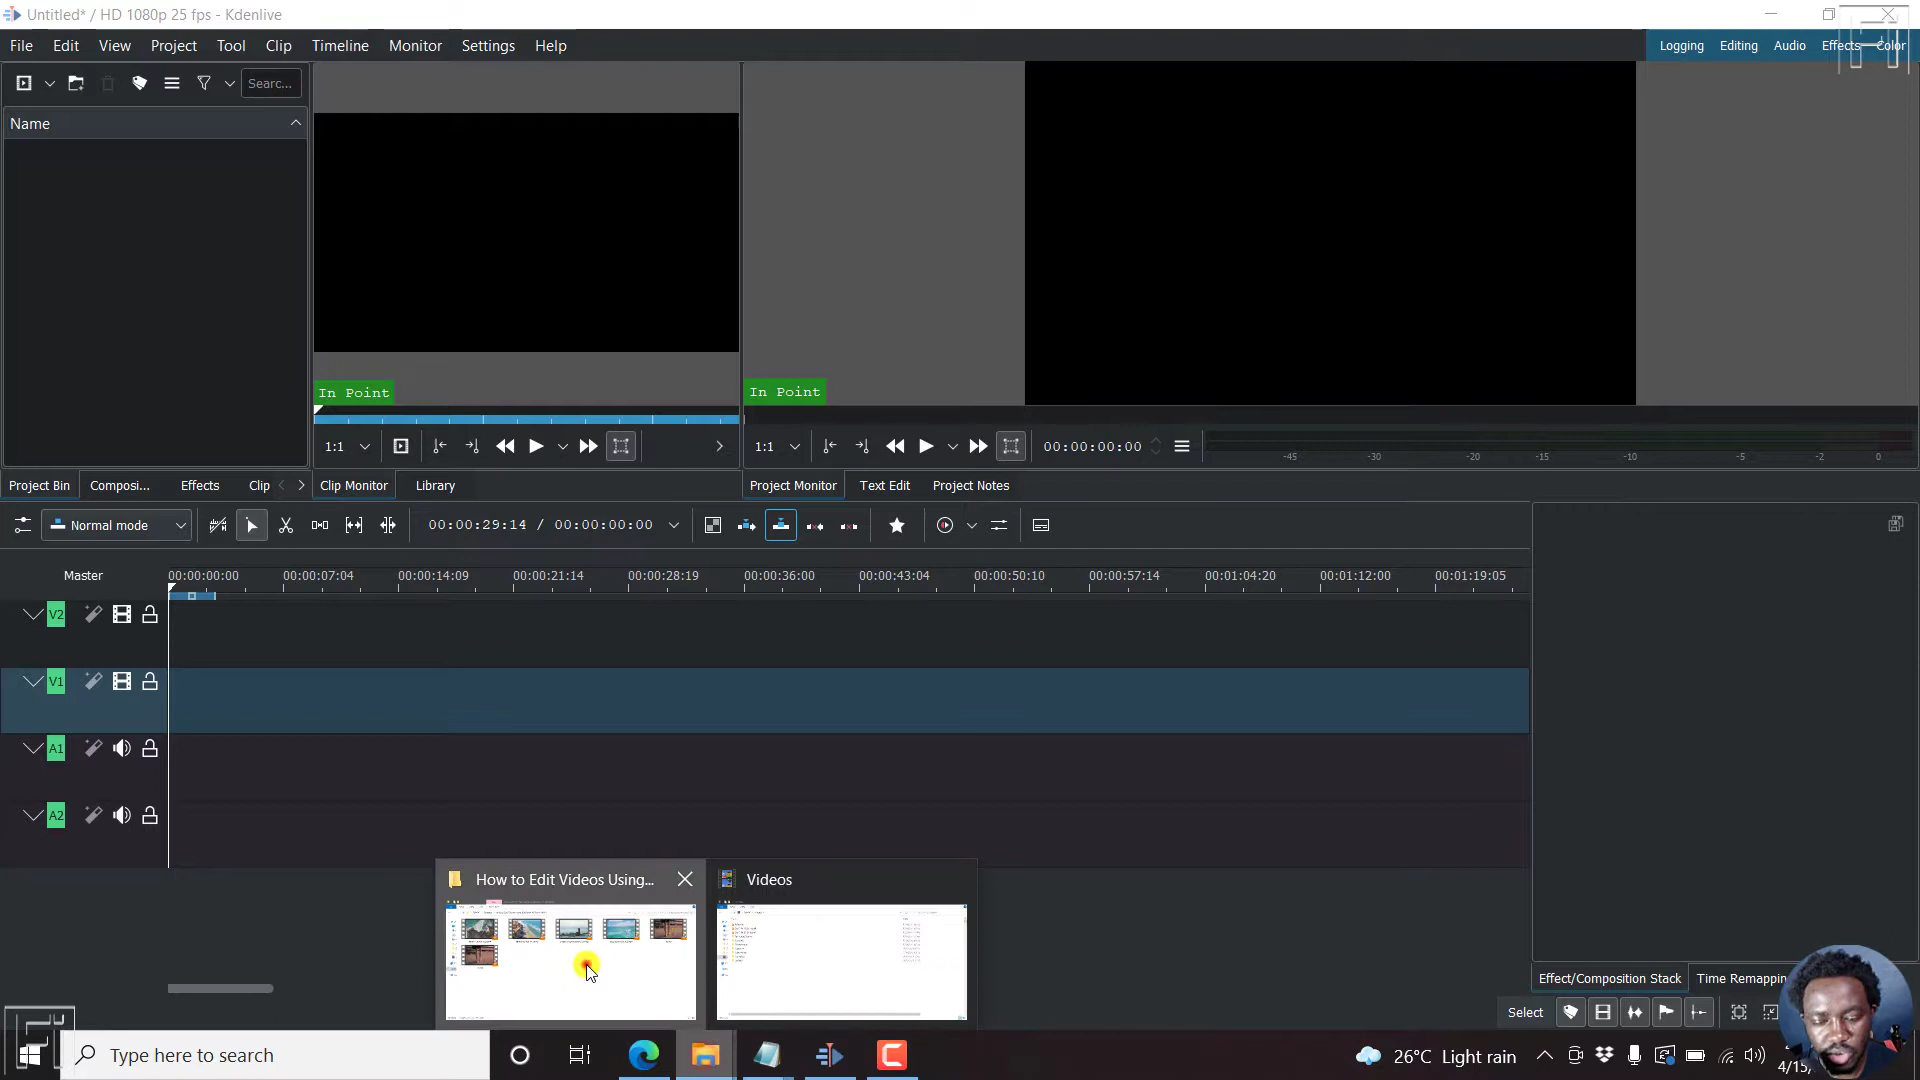 Untitled* / HD 1080p 25 fps - Kdenlive
File Edit View Project Tool Clip Timeline Monitor Settings Help
Logging Editing Audio Effects Color
Searc...
Name
In Point
In Point
1:1
1:1
00:00:00:00
-45 -30 -20 -15 -10 -5 -2 0
Project Bin Composi... Effects Clip
Clip Monitor Library
Project Monitor Text Edit Project Notes
Normal mode
00:00:29:14 / 00:00:00:00
Master
00:00:00:00 00:00:07:04 00:00:14:09 00:00:21:14 00:00:28:19 00:00:36:00 00:00:43:04 00:00:50:10 00:00:57:14 00:01:04:20 00:01:12:00 00:01:19:05
V2
V1
A1
A2
How to Edit Videos Using...
Videos
Effect/Composition Stack Time Remappin
Select
Type here to search
26°C Light rain